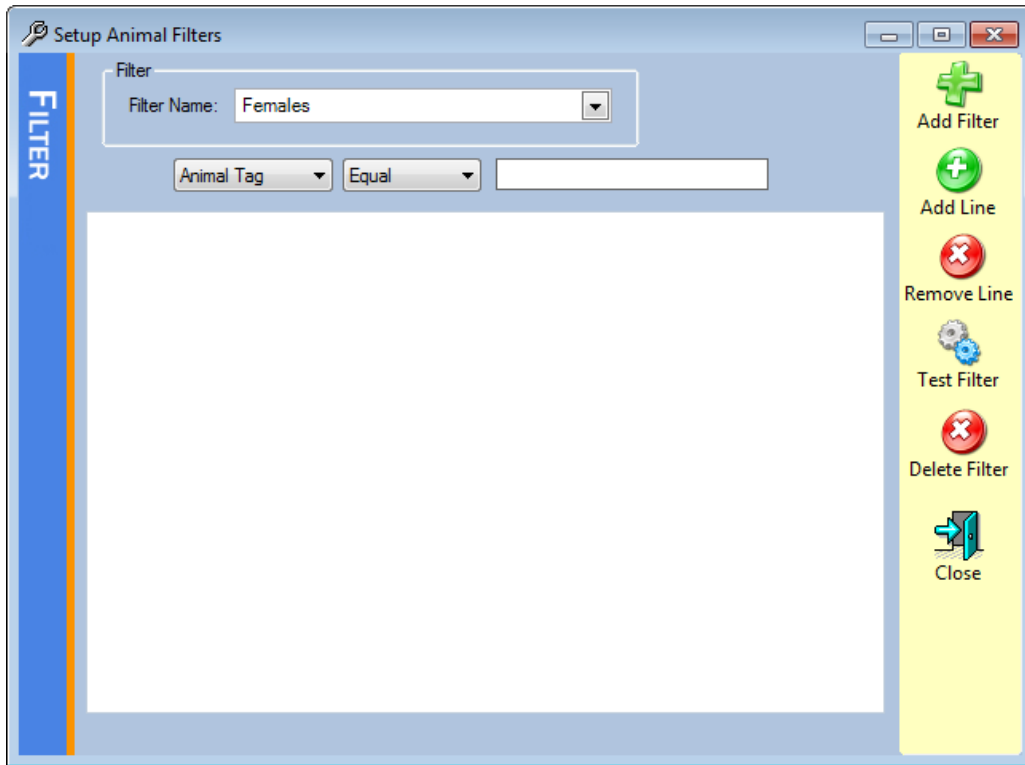 Setup Animal Filters
FILTER
Filter
Filter Name: Females
Animal Tag Equal
Add Filter
Add Line
Remove Line
Test Filter
Delete Filter
Close